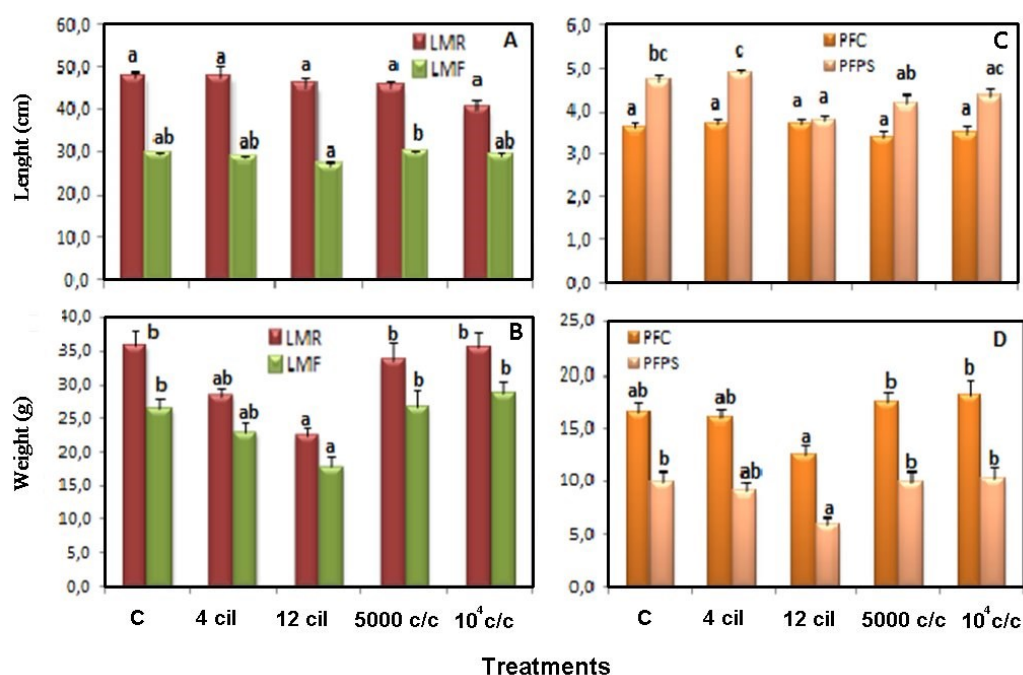 A
LMR
LMF
Lenght (cm)
60,0
50,0
40,0
30,0
20,0
10,0
0,0
a a a a a
ab ab a b ab
C
PFC
PFPS
6,0
5,0
4,0
3,0
2,0
1,0
0,0
a a a a a
bc c a ab ac
B
LMR
LMF
Weight (g)
40,0
35,0
30,0
25,0
20,0
15,0
10,0
5,0
0,0
b ab a b b
b ab a b b
C 4 cil 12 cil 5000 c/c 10⁴ c/c
D
PFC
PFPS
25,0
20,0
15,0
10,0
5,0
0,0
ab ab a b b
b ab a b b
C 4 cil 12 cil 5000 c/c 10⁴ c/c
Treatments